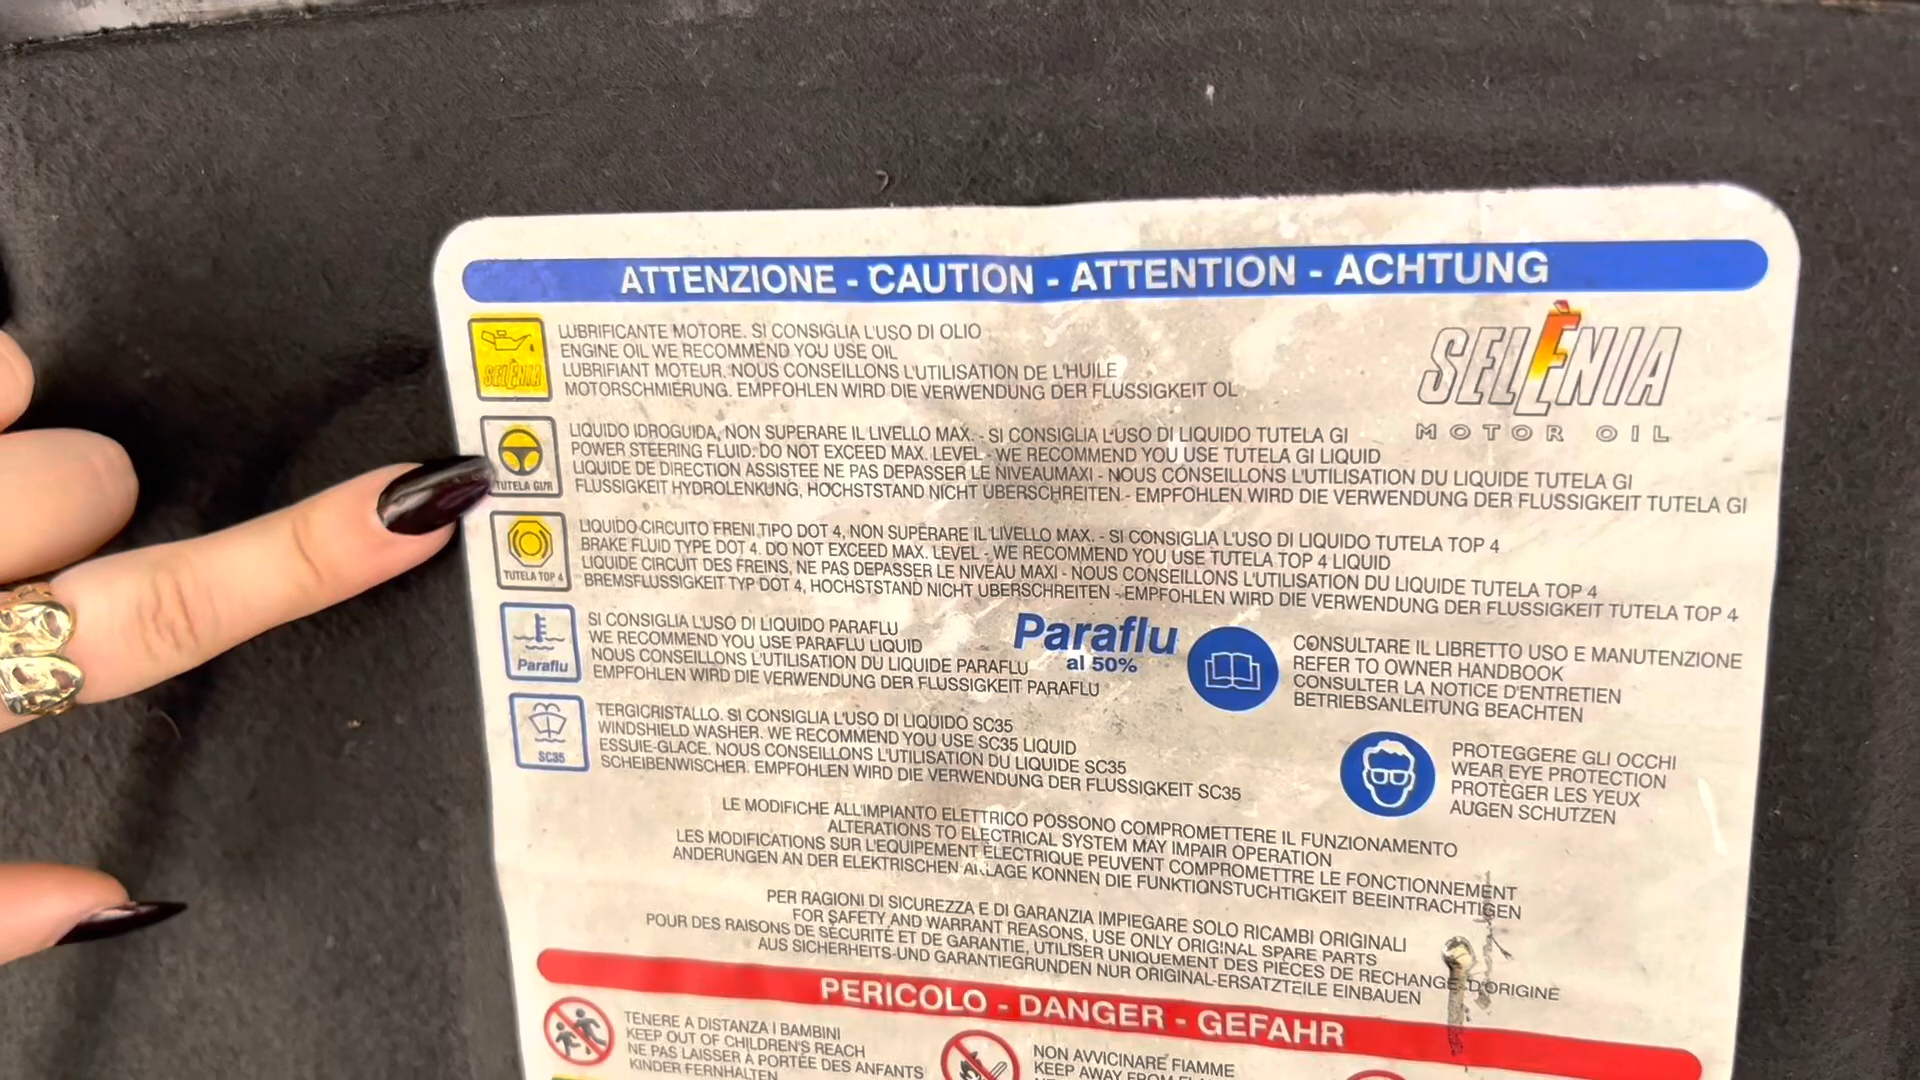 ATTENZIONE - CAUTION - ATTENTION - ACHTUNG
SELÈNIA
LUBRIFICANTE MOTORE. SI CONSIGLIA L'USO DI OLIO
ENGINE OIL WE RECOMMEND YOU USE OIL
LUBRIFIANT MOTEUR. NOUS CONSEILLONS L'UTILISATION DE L'HUILE
MOTORSCHMIERUNG. EMPFOHLEN WIRD DIE VERWENDUNG DER FLUSSIGKEIT OL
SELÈNIA
MOTOR OIL
TUTELA GI/R
LIQUIDO IDROGUIDA, NON SUPERARE IL LIVELLO MAX. - SI CONSIGLIA L'USO DI LIQUIDO TUTELA GI
POWER STEERING FLUID. DO NOT EXCEED MAX. LEVEL - WE RECOMMEND YOU USE TUTELA GI LIQUID
LIQUIDE DE DIRECTION ASSISTEE NE PAS DEPASSER LE NIVEAUMAXI - NOUS CONSEILLONS L'UTILISATION DU LIQUIDE TUTELA GI
FLUSSIGKEIT HYDROLENKUNG, HOCHSTSTAND NICHT UBERSCHREITEN - EMPFOHLEN WIRD DIE VERWENDUNG DER FLUSSIGKEIT TUTELA GI
TUTELA TOP 4
LIQUIDO CIRCUITO FRENI TIPO DOT 4, NON SUPERARE IL LIVELLO MAX. - SI CONSIGLIA L'USO DI LIQUIDO TUTELA TOP 4
BRAKE FLUID TYPE DOT 4. DO NOT EXCEED MAX. LEVEL - WE RECOMMEND YOU USE TUTELA TOP 4 LIQUID
LIQUIDE CIRCUIT DES FREINS, NE PAS DEPASSER LE NIVEAU MAXI - NOUS CONSEILLONS L'UTILISATION DU LIQUIDE TUTELA TOP 4
BREMSFLUSSIGKEIT TYP DOT 4, HOCHSTSTAND NICHT UBERSCHREITEN - EMPFOHLEN WIRD DIE VERWENDUNG DER FLUSSIGKEIT TUTELA TOP 4
Paraflu
SI CONSIGLIA L'USO DI LIQUIDO PARAFLU
WE RECOMMEND YOU USE PARAFLU LIQUID
NOUS CONSEILLONS L'UTILISATION DU LIQUIDE PARAFLU
EMPFOHLEN WIRD DIE VERWENDUNG DER FLUSSIGKEIT PARAFLU
Paraflu
al 50%
CONSULTARE IL LIBRETTO USO E MANUTENZIONE
REFER TO OWNER HANDBOOK
CONSULTER LA NOTICE D'ENTRETIEN
BETRIEBSANLEITUNG BEACHTEN
SC35
TERGICRISTALLO. SI CONSIGLIA L'USO DI LIQUIDO SC35
WINDSHIELD WASHER. WE RECOMMEND YOU USE SC35 LIQUID
ESSUIE-GLACE. NOUS CONSEILLONS L'UTILISATION DU LIQUIDE SC35
SCHEIBENWISCHER. EMPFOHLEN WIRD DIE VERWENDUNG DER FLUSSIGKEIT SC35
PROTEGGERE GLI OCCHI
WEAR EYE PROTECTION
PROTÈGER LES YEUX
AUGEN SCHUTZEN
LE MODIFICHE ALL'IMPIANTO ELETTRICO POSSONO COMPROMETTERE IL FUNZIONAMENTO
ALTERATIONS TO ELECTRICAL SYSTEM MAY IMPAIR OPERATION
LES MODIFICATIONS SUR L'EQUIPEMENT ÉLECTRIQUE PEUVENT COMPROMETTRE LE FONCTIONNEMENT
ANDERUNGEN AN DER ELEKTRISCHEN ANLAGE KONNEN DIE FUNKTIONSTUCHTIGKEIT BEEINTRACHTIGEN
PER RAGIONI DI SICUREZZA E DI GARANZIA IMPIEGARE SOLO RICAMBI ORIGINALI
FOR SAFETY AND WARRANT REASONS, USE ONLY ORIGINAL SPARE PARTS
POUR DES RAISONS DE SÈCURITÉ ET DE GARANTIE, UTILISER UNIQUEMENT DES PIÈCES DE RECHANGE D'ORIGINE
AUS SICHERHEITS-UND GARANTIEGRUNDEN NUR ORIGINAL-ERSATZTEILE EINBAUEN
PERICOLO - DANGER - GEFAHR
TENERE A DISTANZA I BAMBINI
KEEP OUT OF CHILDREN'S REACH
NE PAS LAISSER À PORTÉE DES ANFANTS
KINDER FERNHALTEN
NON AVVICINARE FIAMME
KEEP AWAY FROM